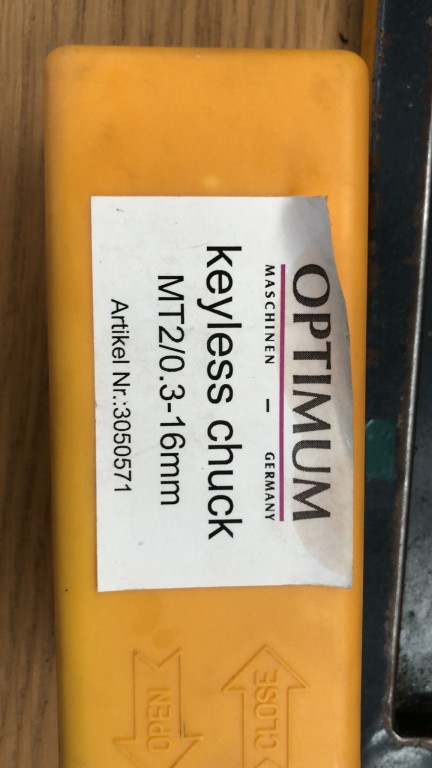 OPTIMUM
MASCHINEN – GERMANY
keyless chuck
MT2/0.3-16mm
Artikel Nr.:3050571
CLOSE
OPEN